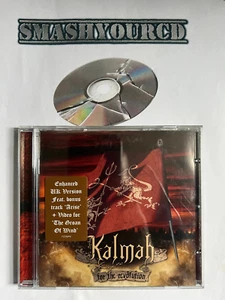 SMASHYOURCD
Enhanced
UK Version
Feat. bonus
track 'Arise'
+ Video for
'The Groan
Of Wind'
Kalmah
for the revolution